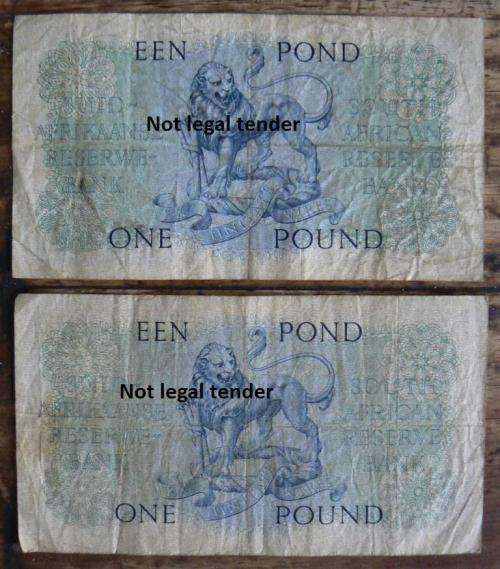 EEN POND
SUID- SOUTH
Not legal tender
AFRIKAANSE AFRICAN
RESERWE- RESERVE
BANK BANK
ONE POUND
EEN POND
SUID- SOUTH
Not legal tender
AFRIKAANSE AFRICAN
RESERWE- RESERVE
BANK BANK
ONE POUND